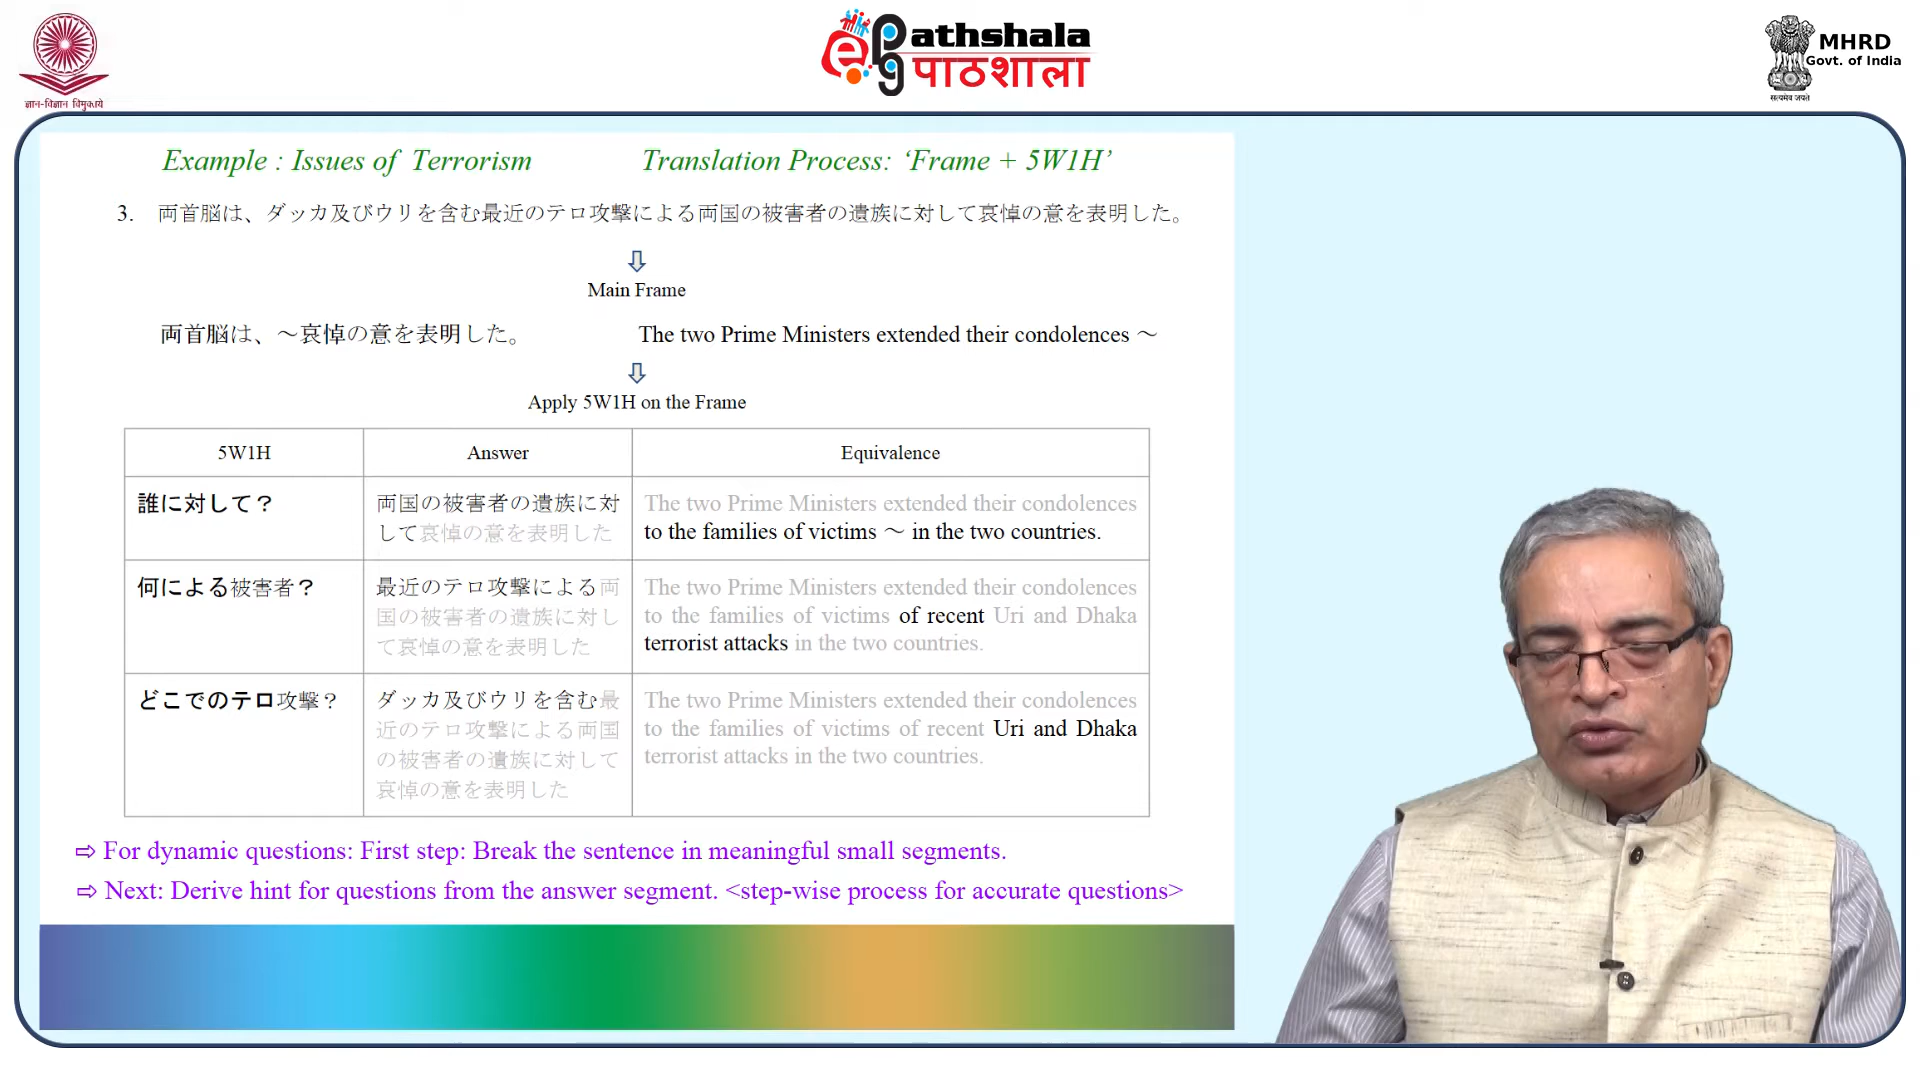 ज्ञान-विज्ञान विमुक्तये
ePathshala
पाठशाला
सत्यमेव जयते
MHRD
Govt. of India
Example : Issues of Terrorism
Translation Process: ‘Frame + 5W1H’
3. 両首脳は、ダッカ及びウリを含む最近のテロ攻撃による両国の被害者の遺族に対して哀悼の意を表明した。
⇩
Main Frame
両首脳は、～哀悼の意を表明した。
The two Prime Ministers extended their condolences ～
⇩
Apply 5W1H on the Frame
5W1H
Answer
Equivalence
誰に対して？
両国の被害者の遺族に対
して哀悼の意を表明した
The two Prime Ministers extended their condolences
to the families of victims ～ in the two countries.
何による被害者？
最近のテロ攻撃による両
国の被害者の遺族に対し
て哀悼の意を表明した
The two Prime Ministers extended their condolences
to the families of victims of recent Uri and Dhaka
terrorist attacks in the two countries.
どこでのテロ攻撃？
ダッカ及びウリを含む最
近のテロ攻撃による両国
の被害者の遺族に対して
哀悼の意を表明した
The two Prime Ministers extended their condolences
to the families of victims of recent Uri and Dhaka
terrorist attacks in the two countries.
⇨ For dynamic questions: First step: Break the sentence in meaningful small segments.
⇨ Next: Derive hint for questions from the answer segment. <step-wise process for accurate questions>